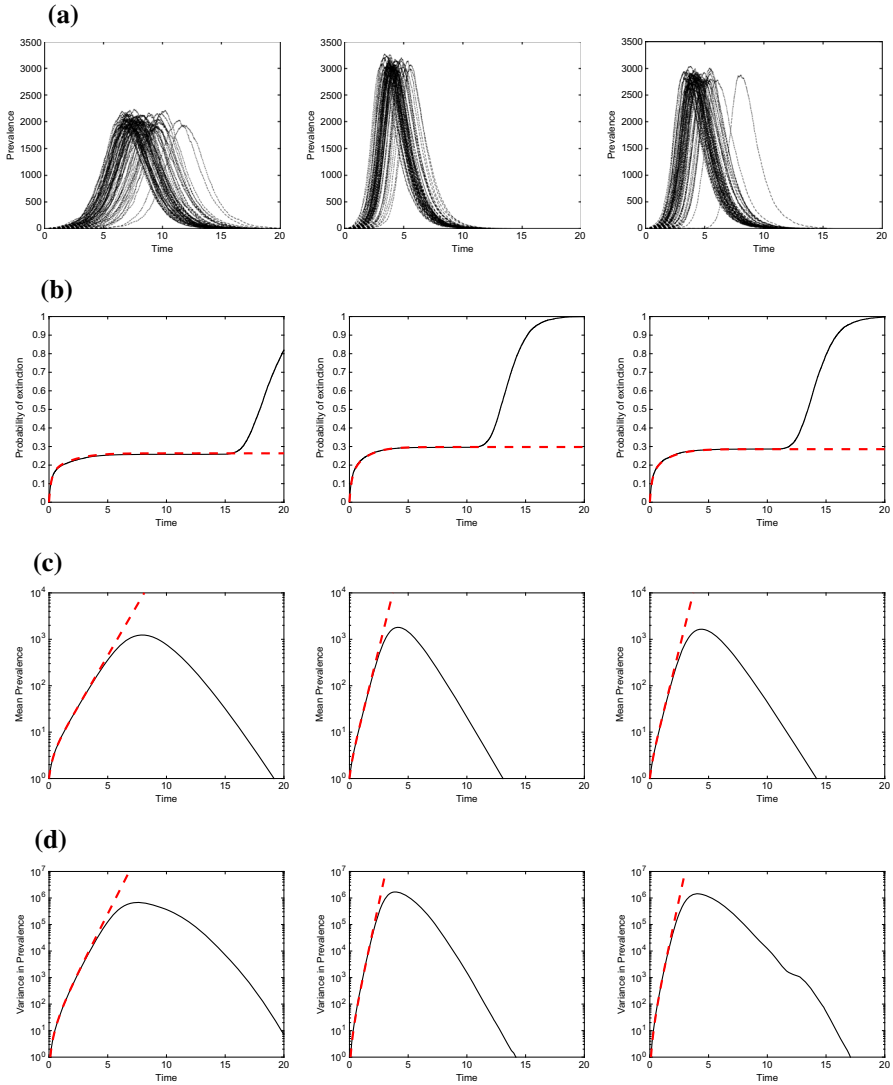 (a)
3500
3000
2500
2000
1500
1000
500
0
Prevalence
0 5 10 15 20
Time
3500
3000
2500
2000
1500
1000
500
0
Prevalence
0 5 10 15 20
Time
3500
3000
2500
2000
1500
1000
500
0
Prevalence
0 5 10 15 20
Time
(b)
1
0.9
0.8
0.7
0.6
0.5
0.4
0.3
0.2
0.1
0
Probability of extinction
0 5 10 15 20
Time
1
0.9
0.8
0.7
0.6
0.5
0.4
0.3
0.2
0.1
0
Probability of extinction
0 5 10 15 20
Time
1
0.9
0.8
0.7
0.6
0.5
0.4
0.3
0.2
0.1
0
Probability of extinction
0 5 10 15 20
Time
(c)
10^4
10^3
10^2
10^1
10^0
Mean Prevalence
0 5 10 15 20
Time
10^4
10^3
10^2
10^1
10^0
Mean Prevalence
0 5 10 15 20
Time
10^4
10^3
10^2
10^1
10^0
Mean Prevalence
0 5 10 15 20
Time
(d)
10^7
10^6
10^5
10^4
10^3
10^2
10^1
10^0
Variance in Prevalence
0 5 10 15 20
Time
10^7
10^6
10^5
10^4
10^3
10^2
10^1
10^0
Variance in Prevalence
0 5 10 15 20
Time
10^7
10^6
10^5
10^4
10^3
10^2
10^1
10^0
Variance in Prevalence
0 5 10 15 20
Time